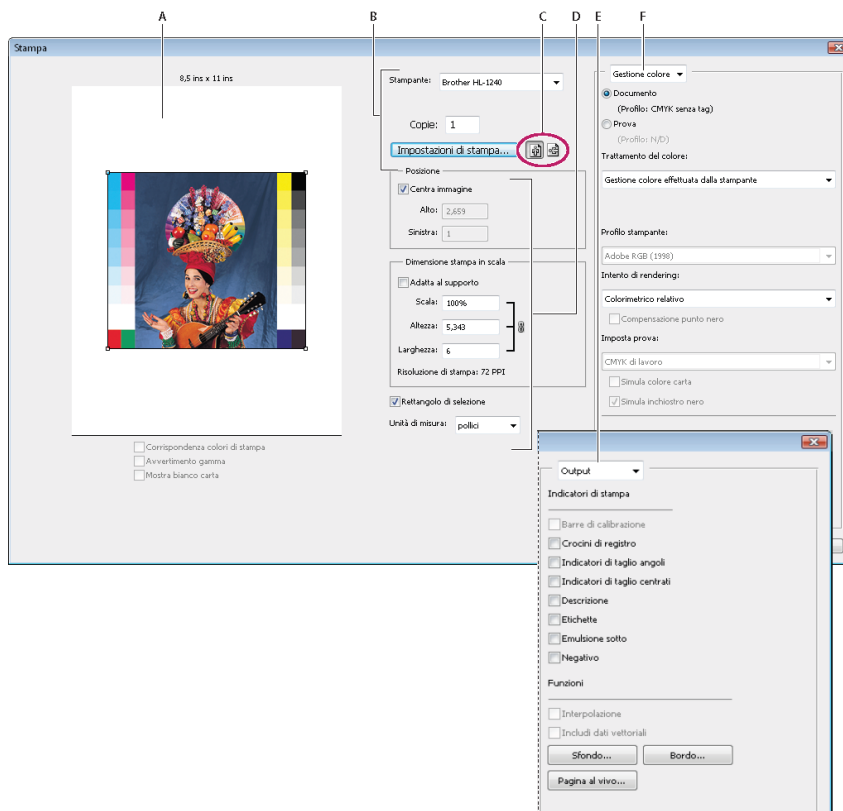 A B C D E F
Stampa
8,5 ins x 11 ins
Corrispondenza colori di stampa
Avvertimento gamma
Mostra bianco carta
Stampante: Brother HL-1240
Copie: 1
Impostazioni di stampa...
Posizione
Centra immagine
Alto: 2,659
Sinistra: 1
Dimensione stampa in scala
Adatta al supporto
Scala: 100%
Altezza: 5,343
Larghezza: 6
Risoluzione di stampa: 72 PPI
Rettangolo di selezione
Unità di misura: pollici
Gestione colore
Documento
(Profilo: CMYK senza tag)
Prova
(Profilo: N/D)
Trattamento del colore:
Gestione colore effettuata dalla stampante
Profilo stampante:
Adobe RGB (1998)
Intento di rendering:
Colorimetrico relativo
Compensazione punto nero
Imposta prova:
CMYK di lavoro
Simula colore carta
Simula inchiostro nero
Output
Indicatori di stampa
Barre di calibrazione
Crocini di registro
Indicatori di taglio angoli
Indicatori di taglio centrati
Descrizione
Etichette
Emulsione sotto
Negativo
Funzioni
Interpolazione
Includi dati vettoriali
Sfondo... Bordo...
Pagina al vivo...